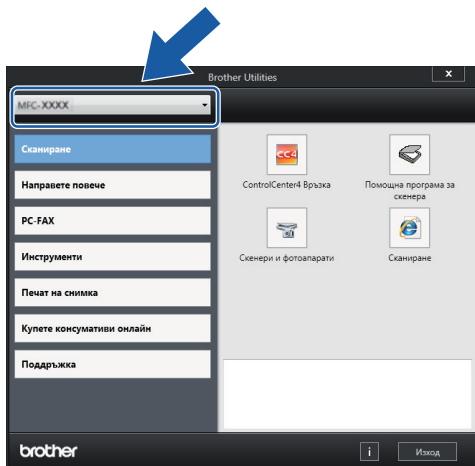 Brother Utilities
x
MFC-XXXX
Сканиране
Направете повече
PC-FAX
Инструменти
Печат на снимка
Купете консумативи онлайн
Поддръжка
CC4
ControlCenter4 Връзка
Помощна програма за
скенера
Скенери и фотоапарати
Сканиране
brother
i
Изход